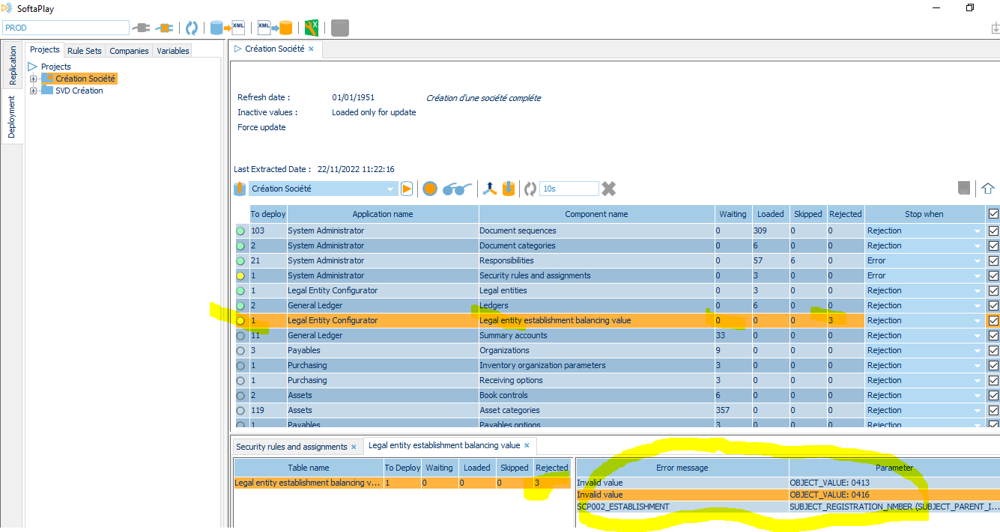 SoftaPlay
PROD
XML XML X
Replication
Deployment
Projects Rule Sets Companies Variables
Projects
Création Société
SVD Création
Création Société ×
Refresh date : 01/01/1951 Création d'une société complète
Inactive values : Loaded only for update
Force update
Last Extracted Date : 22/11/2022 11:22:16
Création Société 10s
To deploy Application name Component name Waiting Loaded Skipped Rejected Stop when
103 System Administrator Document sequences 0 309 0 0 Rejection
2 System Administrator Document categories 0 6 0 0 Rejection
21 System Administrator Responsibilities 0 57 6 0 Error
1 System Administrator Security rules and assignments 0 3 0 0 Error
1 Legal Entity Configurator Legal entities 0 3 0 0 Rejection
2 General Ledger Ledgers 0 6 0 0 Rejection
1 Legal Entity Configurator Legal entity establishment balancing value 0 0 0 3 Rejection
11 General Ledger Summary accounts 33 0 0 0 Rejection
3 Payables Organizations 9 0 0 0 Rejection
1 Purchasing Inventory organization parameters 3 0 0 0 Rejection
1 Purchasing Receiving options 3 0 0 0 Rejection
2 Assets Book controls 6 0 0 0 Rejection
119 Assets Asset categories 357 0 0 0 Rejection
1 Payables Payables options 3 0 0 0 Rejection
Security rules and assignments × Legal entity establishment balancing value ×
Table name To Deploy Waiting Loaded Skipped Rejected Error message Parameter
Legal entity establishment balancing v... 1 0 0 0 3 Invalid value OBJECT_VALUE: 0413
Invalid value OBJECT_VALUE: 0416
SCP002_ESTABLISHMENT SUBJECT_REGISTRATION_NMBER (SUBJECT_PARENT_I...